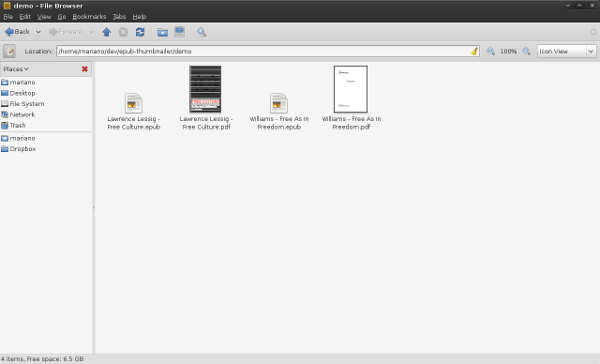 demo - File Browser
File Edit View Go Bookmarks Tabs Help
Back Forward
Location: /home/mariano/dev/epub-thumbnailer/demo 100% Icon View
Places
mariano
Desktop
File System
Network
Trash
mariano
Dropbox
Lawrence Lessig -
Free Culture.epub
Lawrence Lessig -
Free Culture.pdf
Williams - Free As In
Freedom.epub
Williams - Free As In
Freedom.pdf
4 items, Free space: 6.5 GB